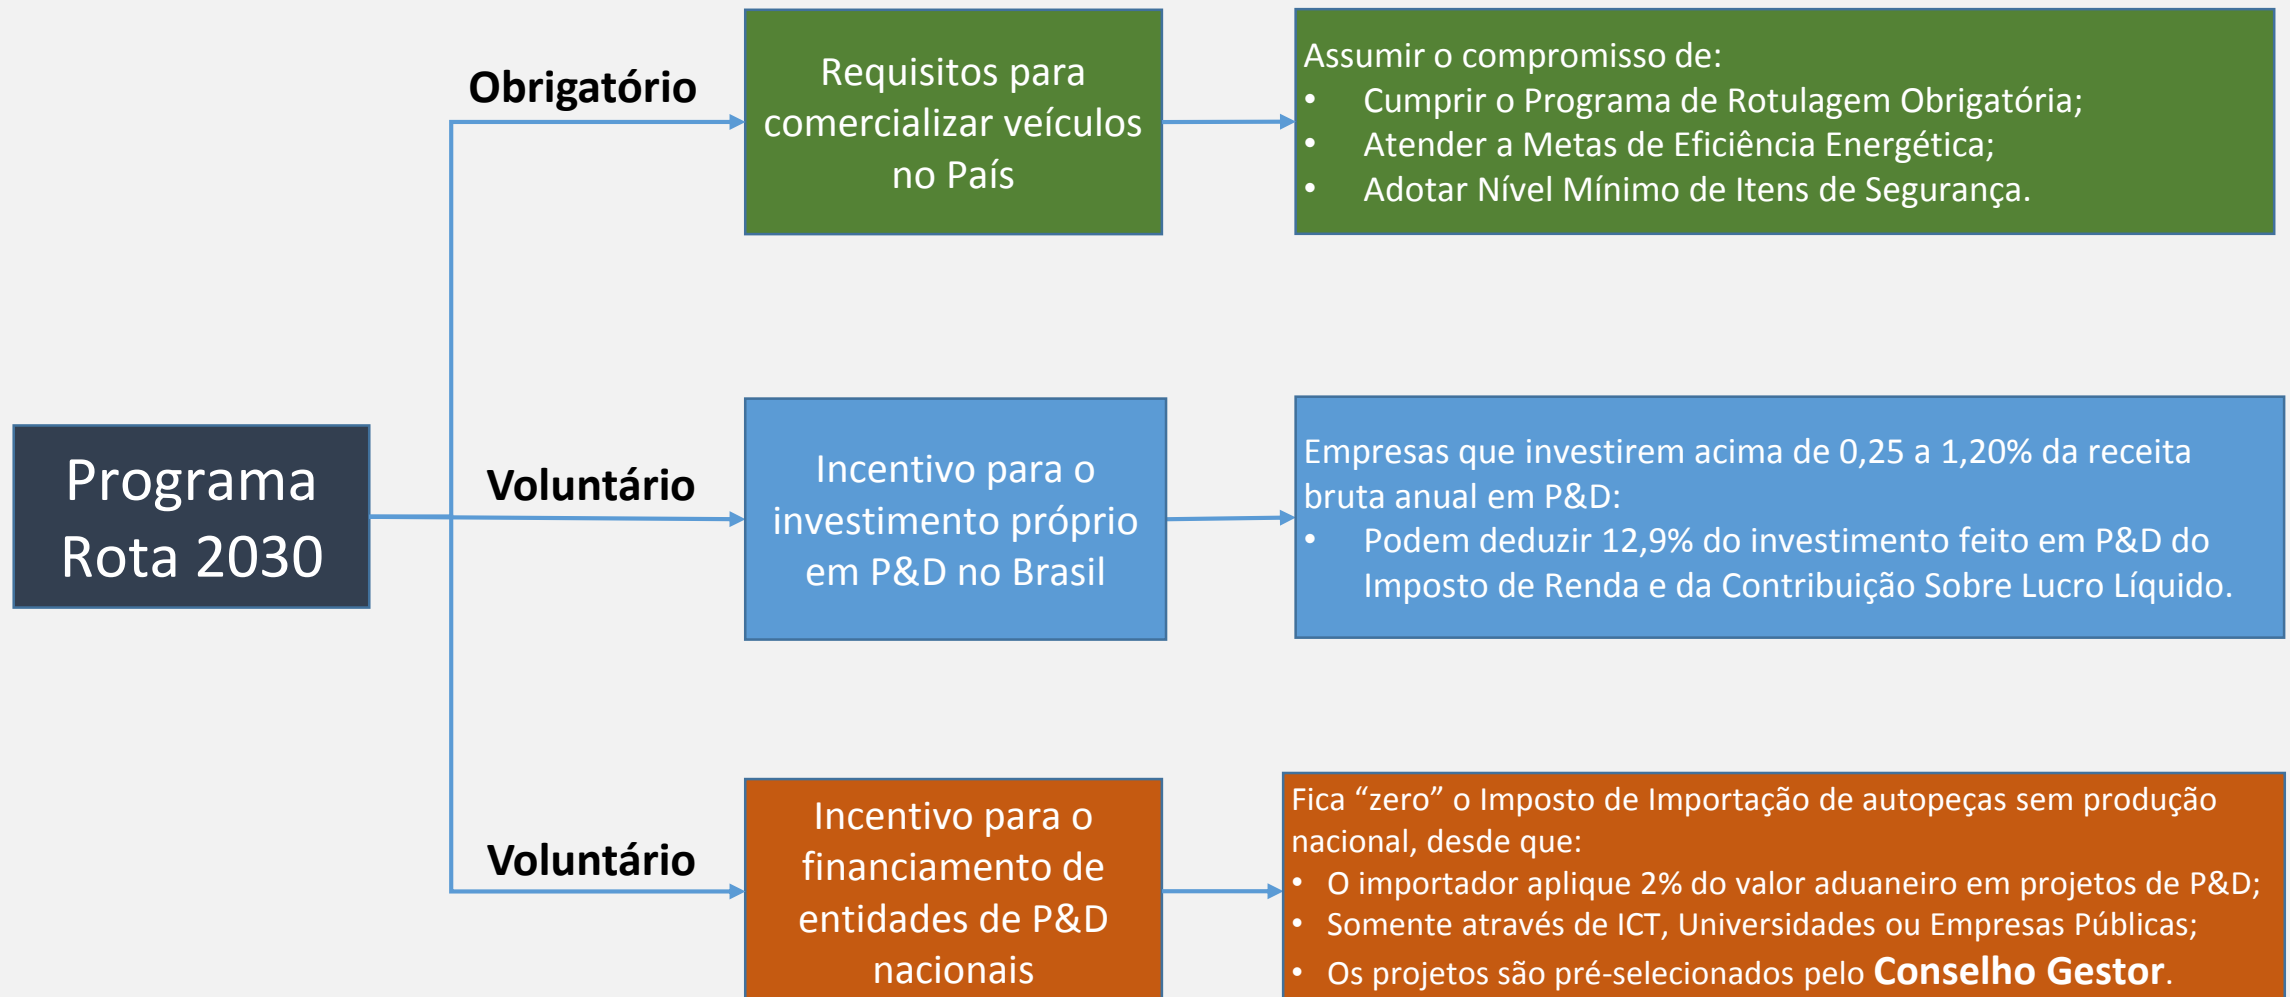 Obrigatório
Requisitos para
comercializar veículos
no País
Assumir o compromisso de:
• Cumprir o Programa de Rotulagem Obrigatória;
• Atender a Metas de Eficiência Energética;
• Adotar Nível Mínimo de Itens de Segurança.
Programa
Rota 2030
Voluntário
Incentivo para o
investimento próprio
em P&D no Brasil
Empresas que investirem acima de 0,25 a 1,20% da receita
bruta anual em P&D:
• Podem deduzir 12,9% do investimento feito em P&D do
Imposto de Renda e da Contribuição Sobre Lucro Líquido.
Voluntário
Incentivo para o
financiamento de
entidades de P&D
nacionais
Fica “zero” o Imposto de Importação de autopeças sem produção
nacional, desde que:
• O importador aplique 2% do valor aduaneiro em projetos de P&D;
• Somente através de ICT, Universidades ou Empresas Públicas;
• Os projetos são pré-selecionados pelo Conselho Gestor.